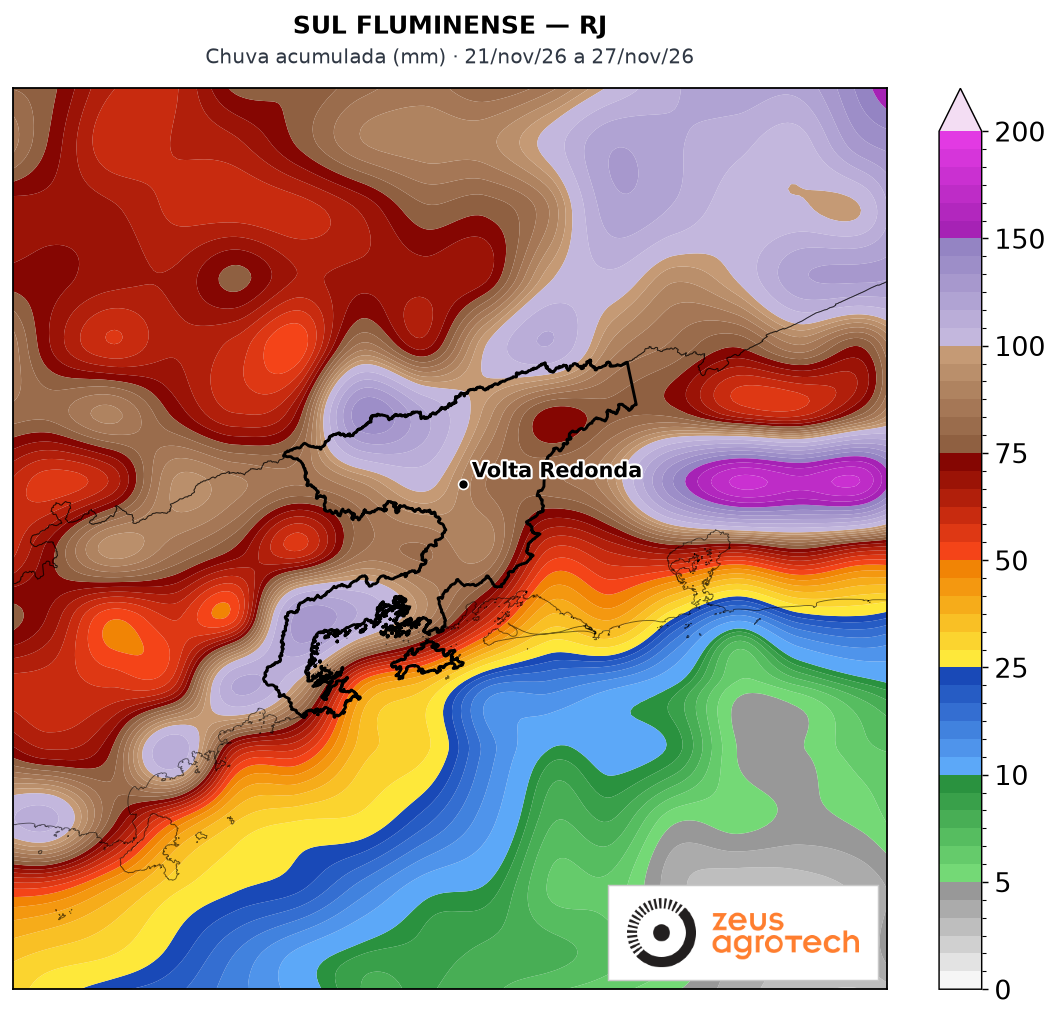 SUL FLUMINENSE — RJ
Chuva acumulada (mm) · 21/nov/26 a 27/nov/26
200
150
100
75
50
25
10
5
0
Volta Redonda
zeus
agrotech